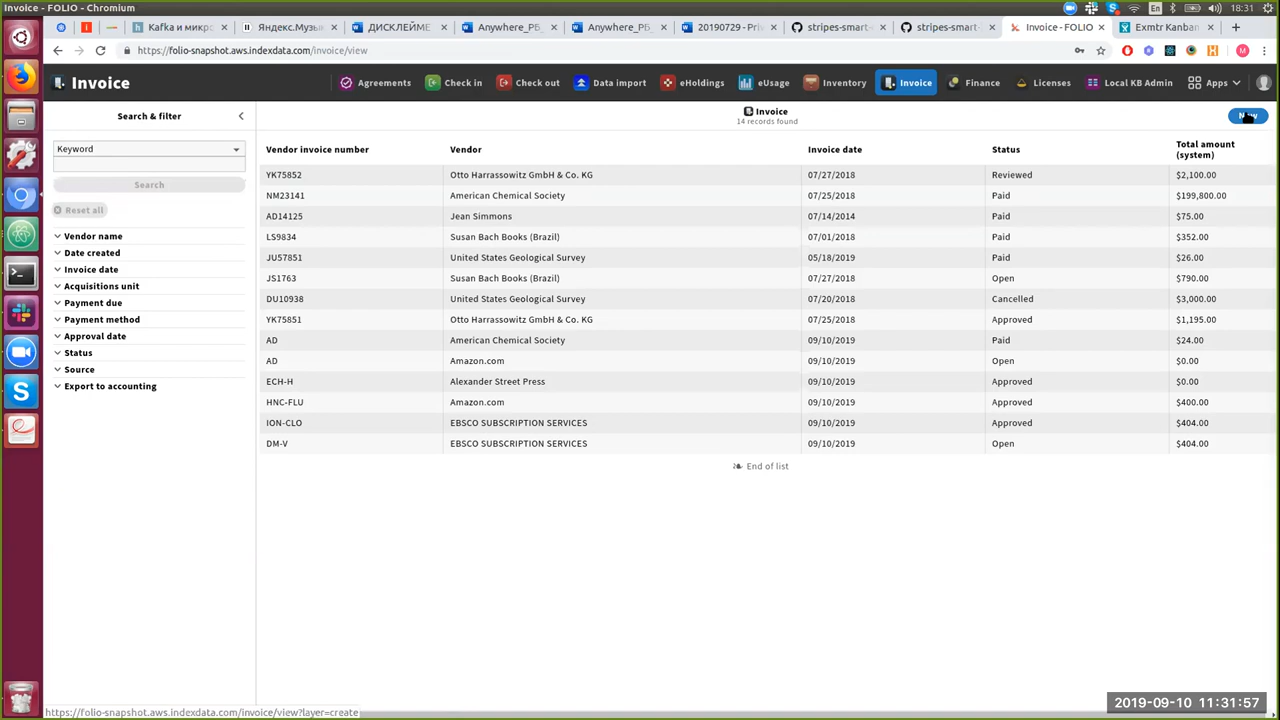 Invoice - FOLIO - Chromium
En
18:31
Kafka и микро
Яндекс.Музы
ДИСКЛЕЙМЕ
Anywhere_РБ_
Anywhere_РБ_
20190729 - Pri
stripes-smart-
stripes-smart-
Invoice - FOLIO
Exmtr Kanban
https://folio-snapshot.aws.indexdata.com/invoice/view
M
Invoice
Agreements
Check in
Check out
Data import
eHoldings
eUsage
Inventory
Invoice
Finance
Licenses
Local KB Admin
Apps
Search & filter
Invoice
14 records found
New
Keyword
Search
Reset all
Vendor name
Date created
Invoice date
Acquisitions unit
Payment due
Payment method
Approval date
Status
Source
Export to accounting
Vendor invoice number Vendor Invoice date Status Total amount (system)
YK75852 Otto Harrassowitz GmbH & Co. KG 07/27/2018 Reviewed $2,100.00
NM23141 American Chemical Society 07/25/2018 Paid $199,800.00
AD14125 Jean Simmons 07/14/2014 Paid $75.00
LS9834 Susan Bach Books (Brazil) 07/01/2018 Paid $352.00
JU57851 United States Geological Survey 05/18/2019 Paid $26.00
JS1763 Susan Bach Books (Brazil) 07/27/2018 Open $790.00
DU10938 United States Geological Survey 07/20/2018 Cancelled $3,000.00
YK75851 Otto Harrassowitz GmbH & Co. KG 07/25/2018 Approved $1,195.00
AD American Chemical Society 09/10/2019 Paid $24.00
AD Amazon.com 09/10/2019 Open $0.00
ECH-H Alexander Street Press 09/10/2019 Approved $0.00
HNC-FLU Amazon.com 09/10/2019 Approved $400.00
ION-CLO EBSCO SUBSCRIPTION SERVICES 09/10/2019 Approved $404.00
DM-V EBSCO SUBSCRIPTION SERVICES 09/10/2019 Open $404.00
End of list
https://folio-snapshot.aws.indexdata.com/invoice/view?layer=create
2019-09-10 11:31:57